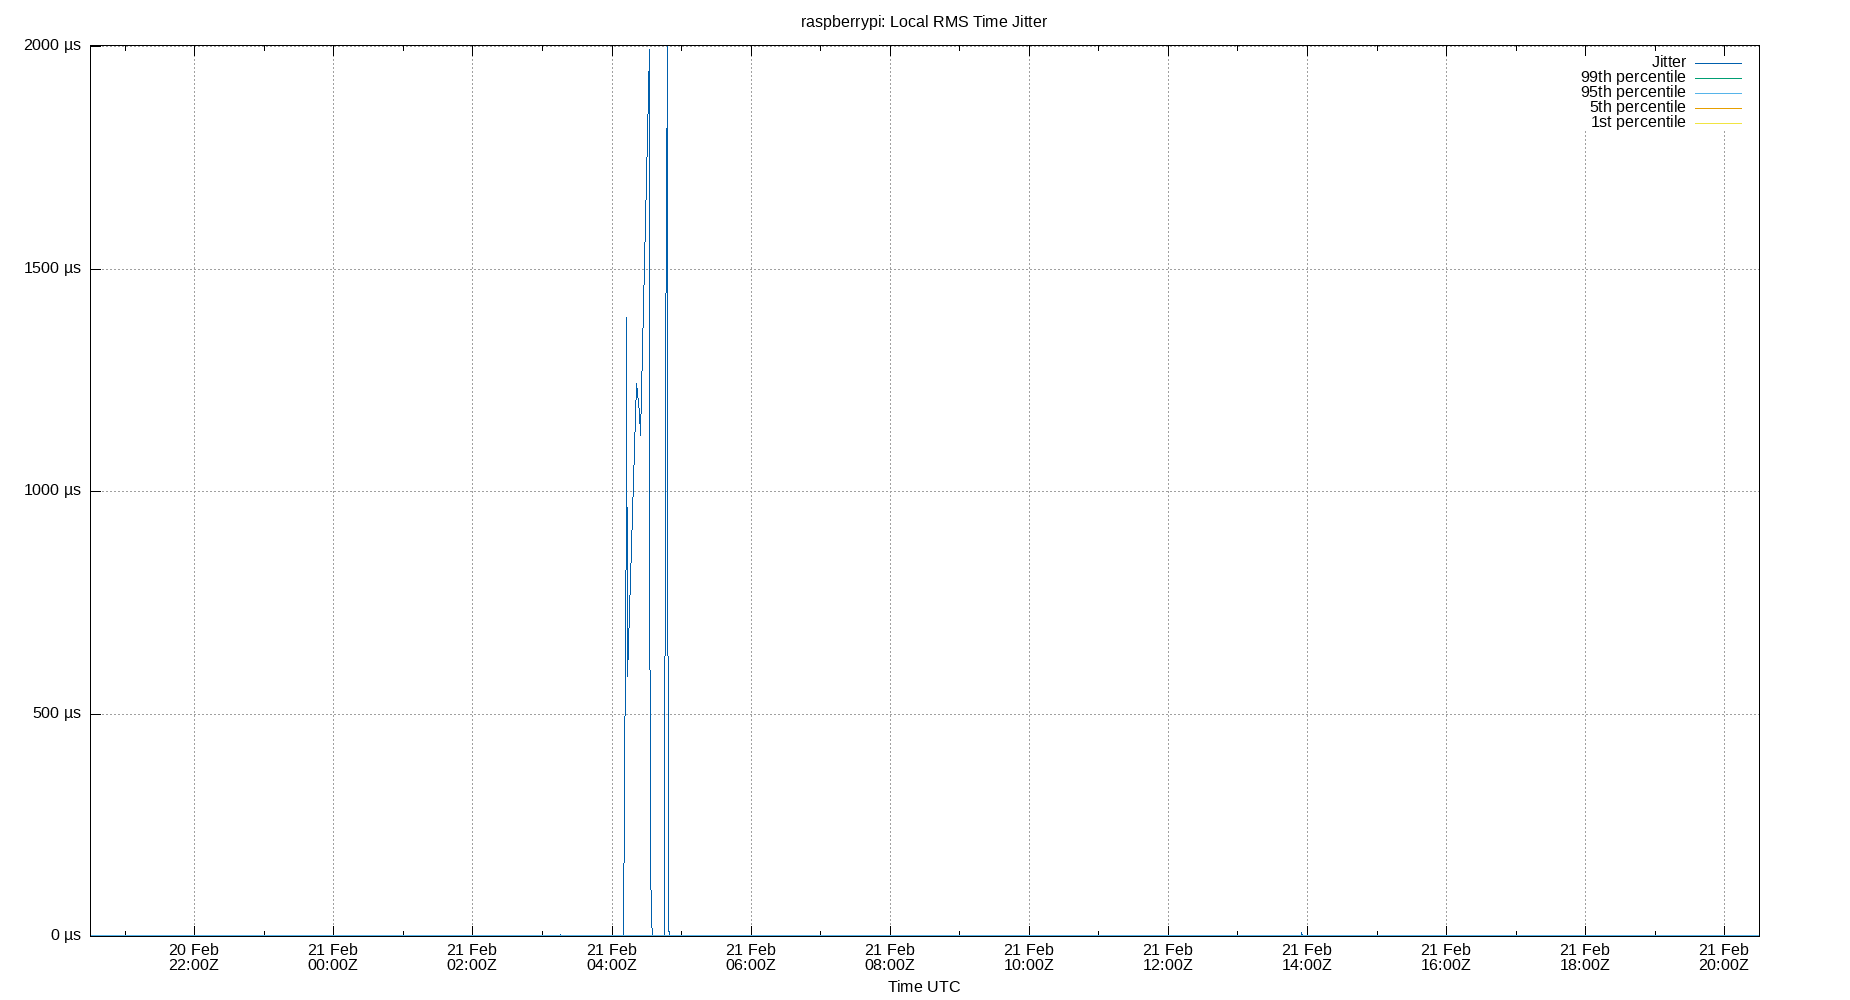 raspberrypi: Local RMS Time Jitter
2000 µs
1500 µs
1000 µs
500 µs
0 µs
Jitter
99th percentile
95th percentile
5th percentile
1st percentile
20 Feb 21 Feb 21 Feb 21 Feb 21 Feb 21 Feb 21 Feb 21 Feb 21 Feb 21 Feb 21 Feb 21 Feb
22:00Z 00:00Z 02:00Z 04:00Z 06:00Z 08:00Z 10:00Z 12:00Z 14:00Z 16:00Z 18:00Z 20:00Z
Time UTC